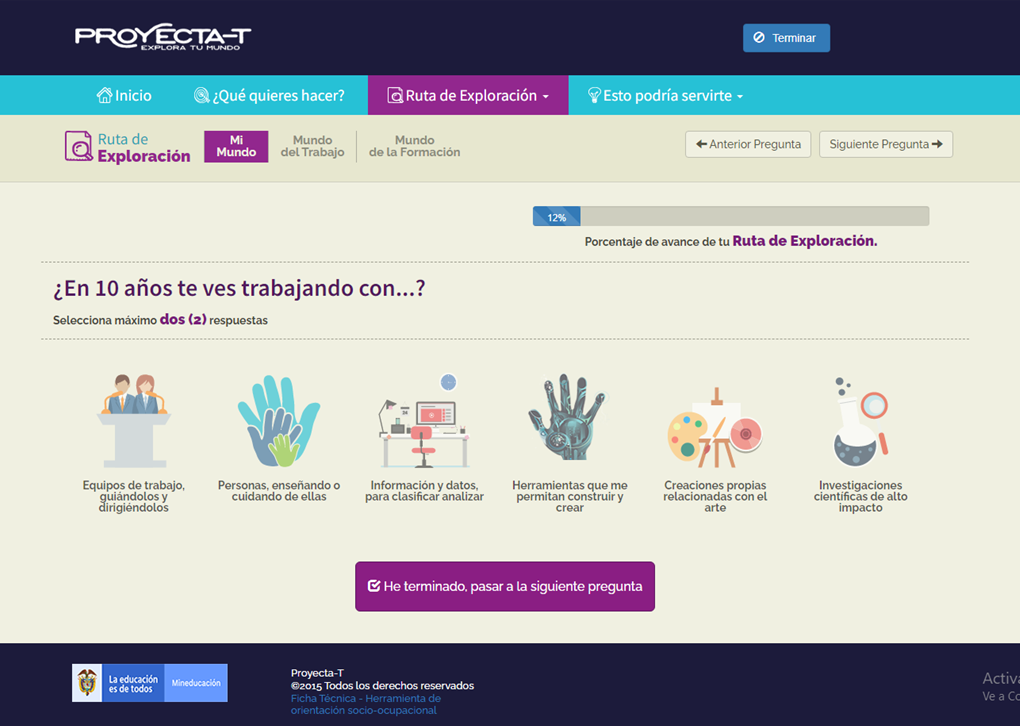 PROYECTA-T
EXPLORA TU MUNDO
Terminar
Inicio
¿Qué quieres hacer?
Ruta de Exploración
Esto podría servirte
Ruta de
Exploración
Mi
Mundo
Mundo
del Trabajo
Mundo
de la Formación
Anterior Pregunta
Siguiente Pregunta
12%
Porcentaje de avance de tu Ruta de Exploración.
¿En 10 años te ves trabajando con...?
Selecciona máximo dos (2) respuestas
Equipos de trabajo,
guiándolos y
dirigiéndolos
Personas, enseñando o
cuidando de ellas
Información y datos,
para clasificar analizar
Herramientas que me
permitan construir y
crear
Creaciones propias
relacionadas con el
arte
Investigaciones
científicas de alto
impacto
He terminado, pasar a la siguiente pregunta
La educación
es de todos
Mineducación
Proyecta-T
©2015 Todos los derechos reservados
Ficha Técnica - Herramienta de
orientación socio-ocupacional
Activa
Ve a Co